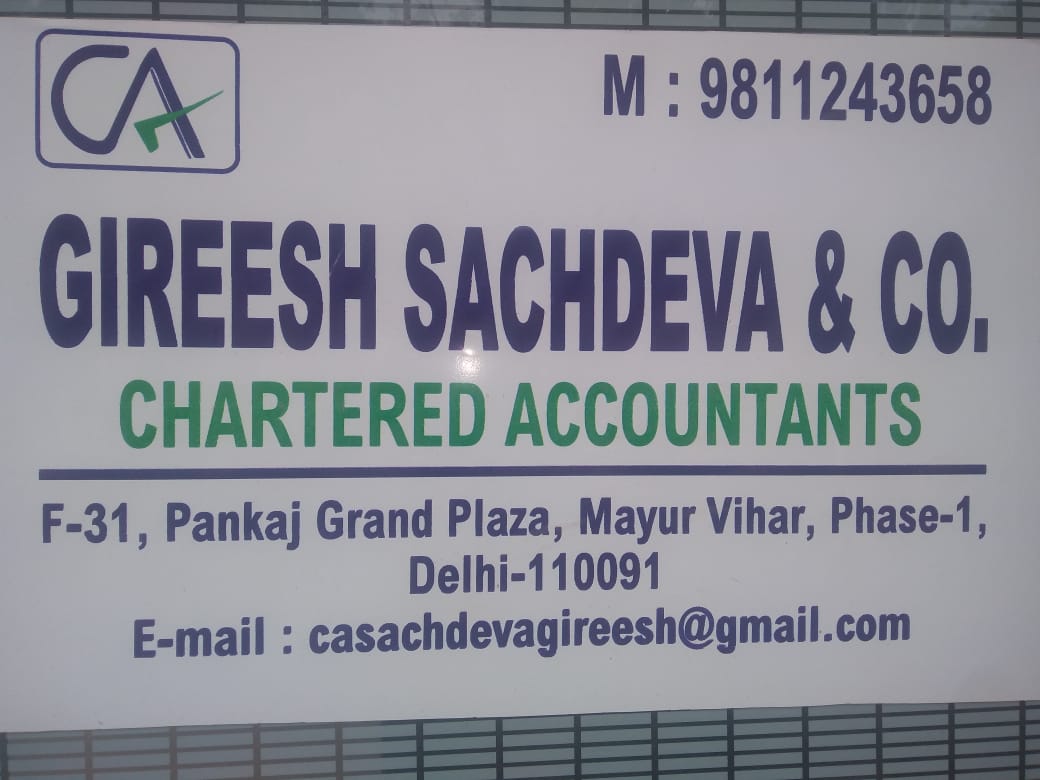 CA
M : 9811243658
GIREESH SACHDEVA & CO.
CHARTERED ACCOUNTANTS
F-31, Pankaj Grand Plaza, Mayur Vihar, Phase-1,
Delhi-110091
E-mail : casachdevagireesh@gmail.com